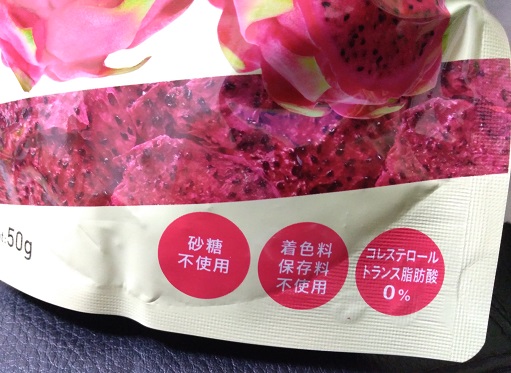 50g
砂糖
不使用
着色料
保存料
不使用
コレステロール
トランス脂肪酸
0%